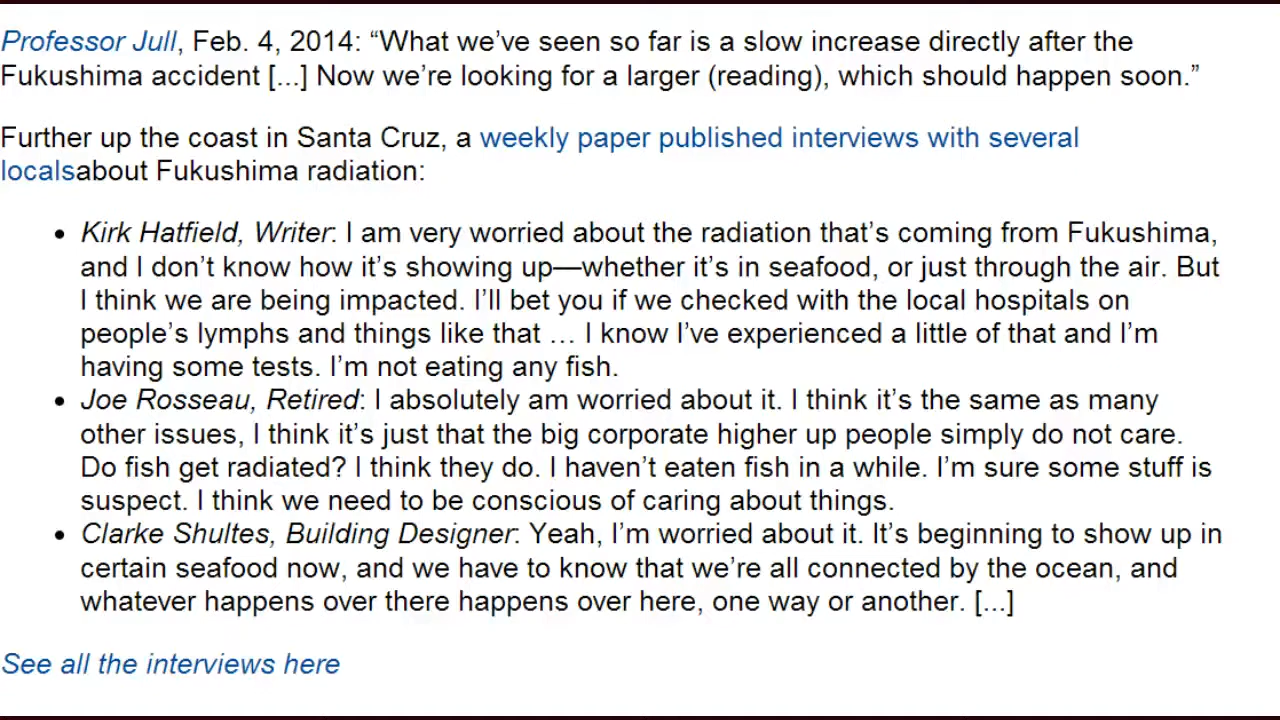 Professor Jull, Feb. 4, 2014: “What we’ve seen so far is a slow increase directly after the
Fukushima accident [...] Now we’re looking for a larger (reading), which should happen soon.”
Further up the coast in Santa Cruz, a weekly paper published interviews with several
localsabout Fukushima radiation:
• Kirk Hatfield, Writer: I am very worried about the radiation that’s coming from Fukushima,
and I don’t know how it’s showing up—whether it’s in seafood, or just through the air. But
I think we are being impacted. I’ll bet you if we checked with the local hospitals on
people’s lymphs and things like that … I know I’ve experienced a little of that and I’m
having some tests. I’m not eating any fish.
• Joe Rosseau, Retired: I absolutely am worried about it. I think it’s the same as many
other issues, I think it’s just that the big corporate higher up people simply do not care.
Do fish get radiated? I think they do. I haven’t eaten fish in a while. I’m sure some stuff is
suspect. I think we need to be conscious of caring about things.
• Clarke Shultes, Building Designer: Yeah, I’m worried about it. It’s beginning to show up in
certain seafood now, and we have to know that we’re all connected by the ocean, and
whatever happens over there happens over here, one way or another. [...]
See all the interviews here